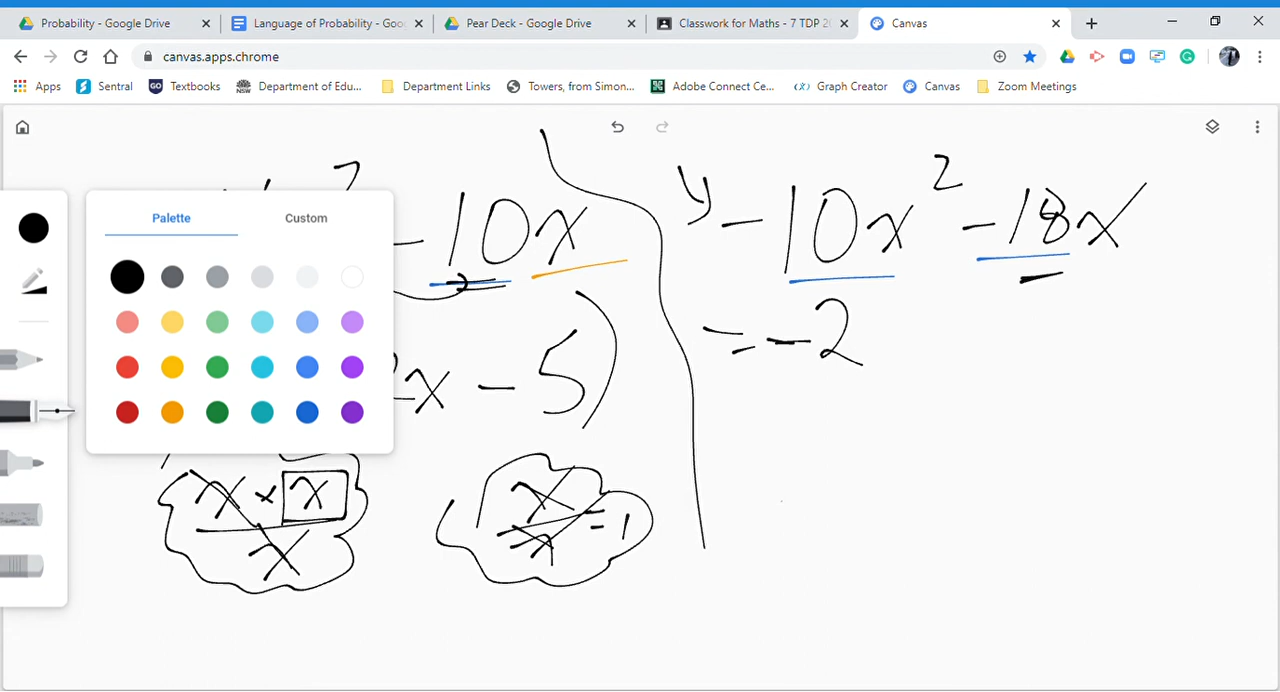 Probability - Google Drive
Language of Probability - Goo
Pear Deck - Google Drive
Classwork for Maths - 7 TDP 20
Canvas
canvas.apps.chrome
Apps
Sentral
GO
Textbooks
Department of Edu...
Department Links
Towers, from Simon...
Adobe Connect Ce...
(x) Graph Creator
Canvas
Zoom Meetings
Palette
Custom
- 10x
x - 5)
x × x
x
x
x
= 1
y - 10x² - 18x
= -2